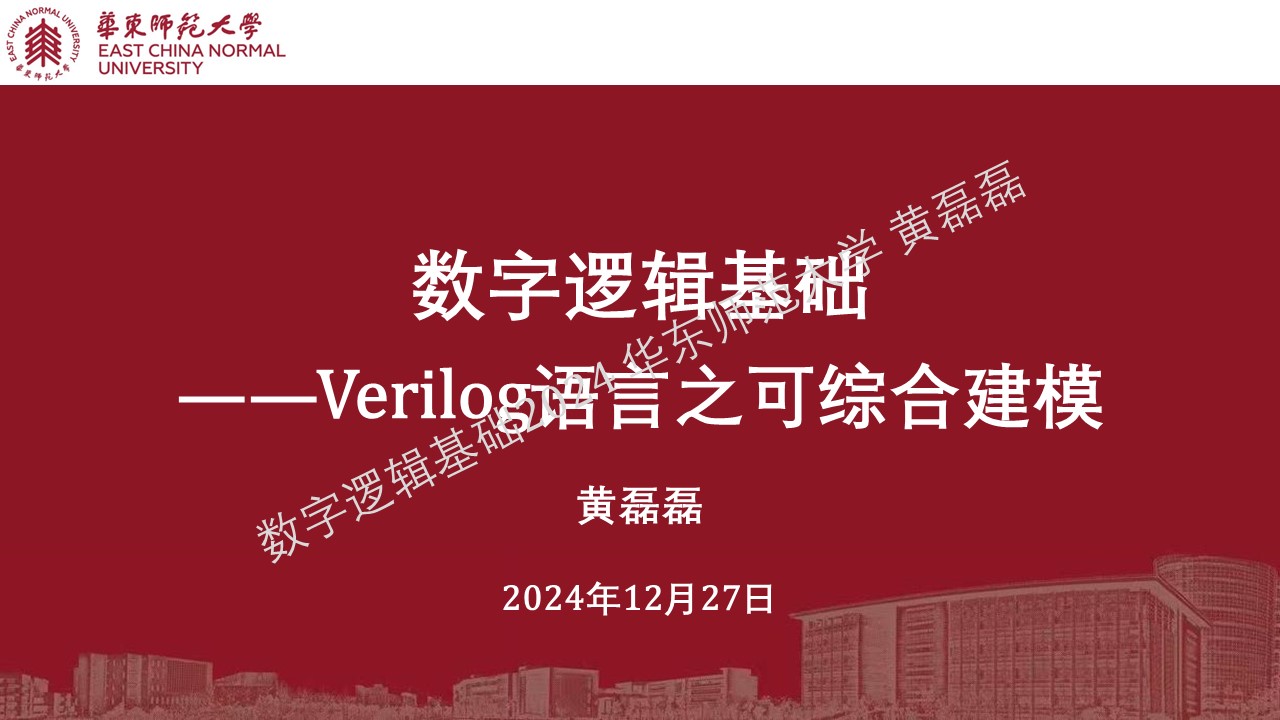 華東師範大學
EAST CHINA NORMAL
UNIVERSITY
EAST CHINA NORMAL UNIVERSITY
華東師範大學
数字逻辑基础
——Verilog语言之可综合建模
黄磊磊
2024年12月27日
数字逻辑基础2024 华东师范大学 黄磊磊